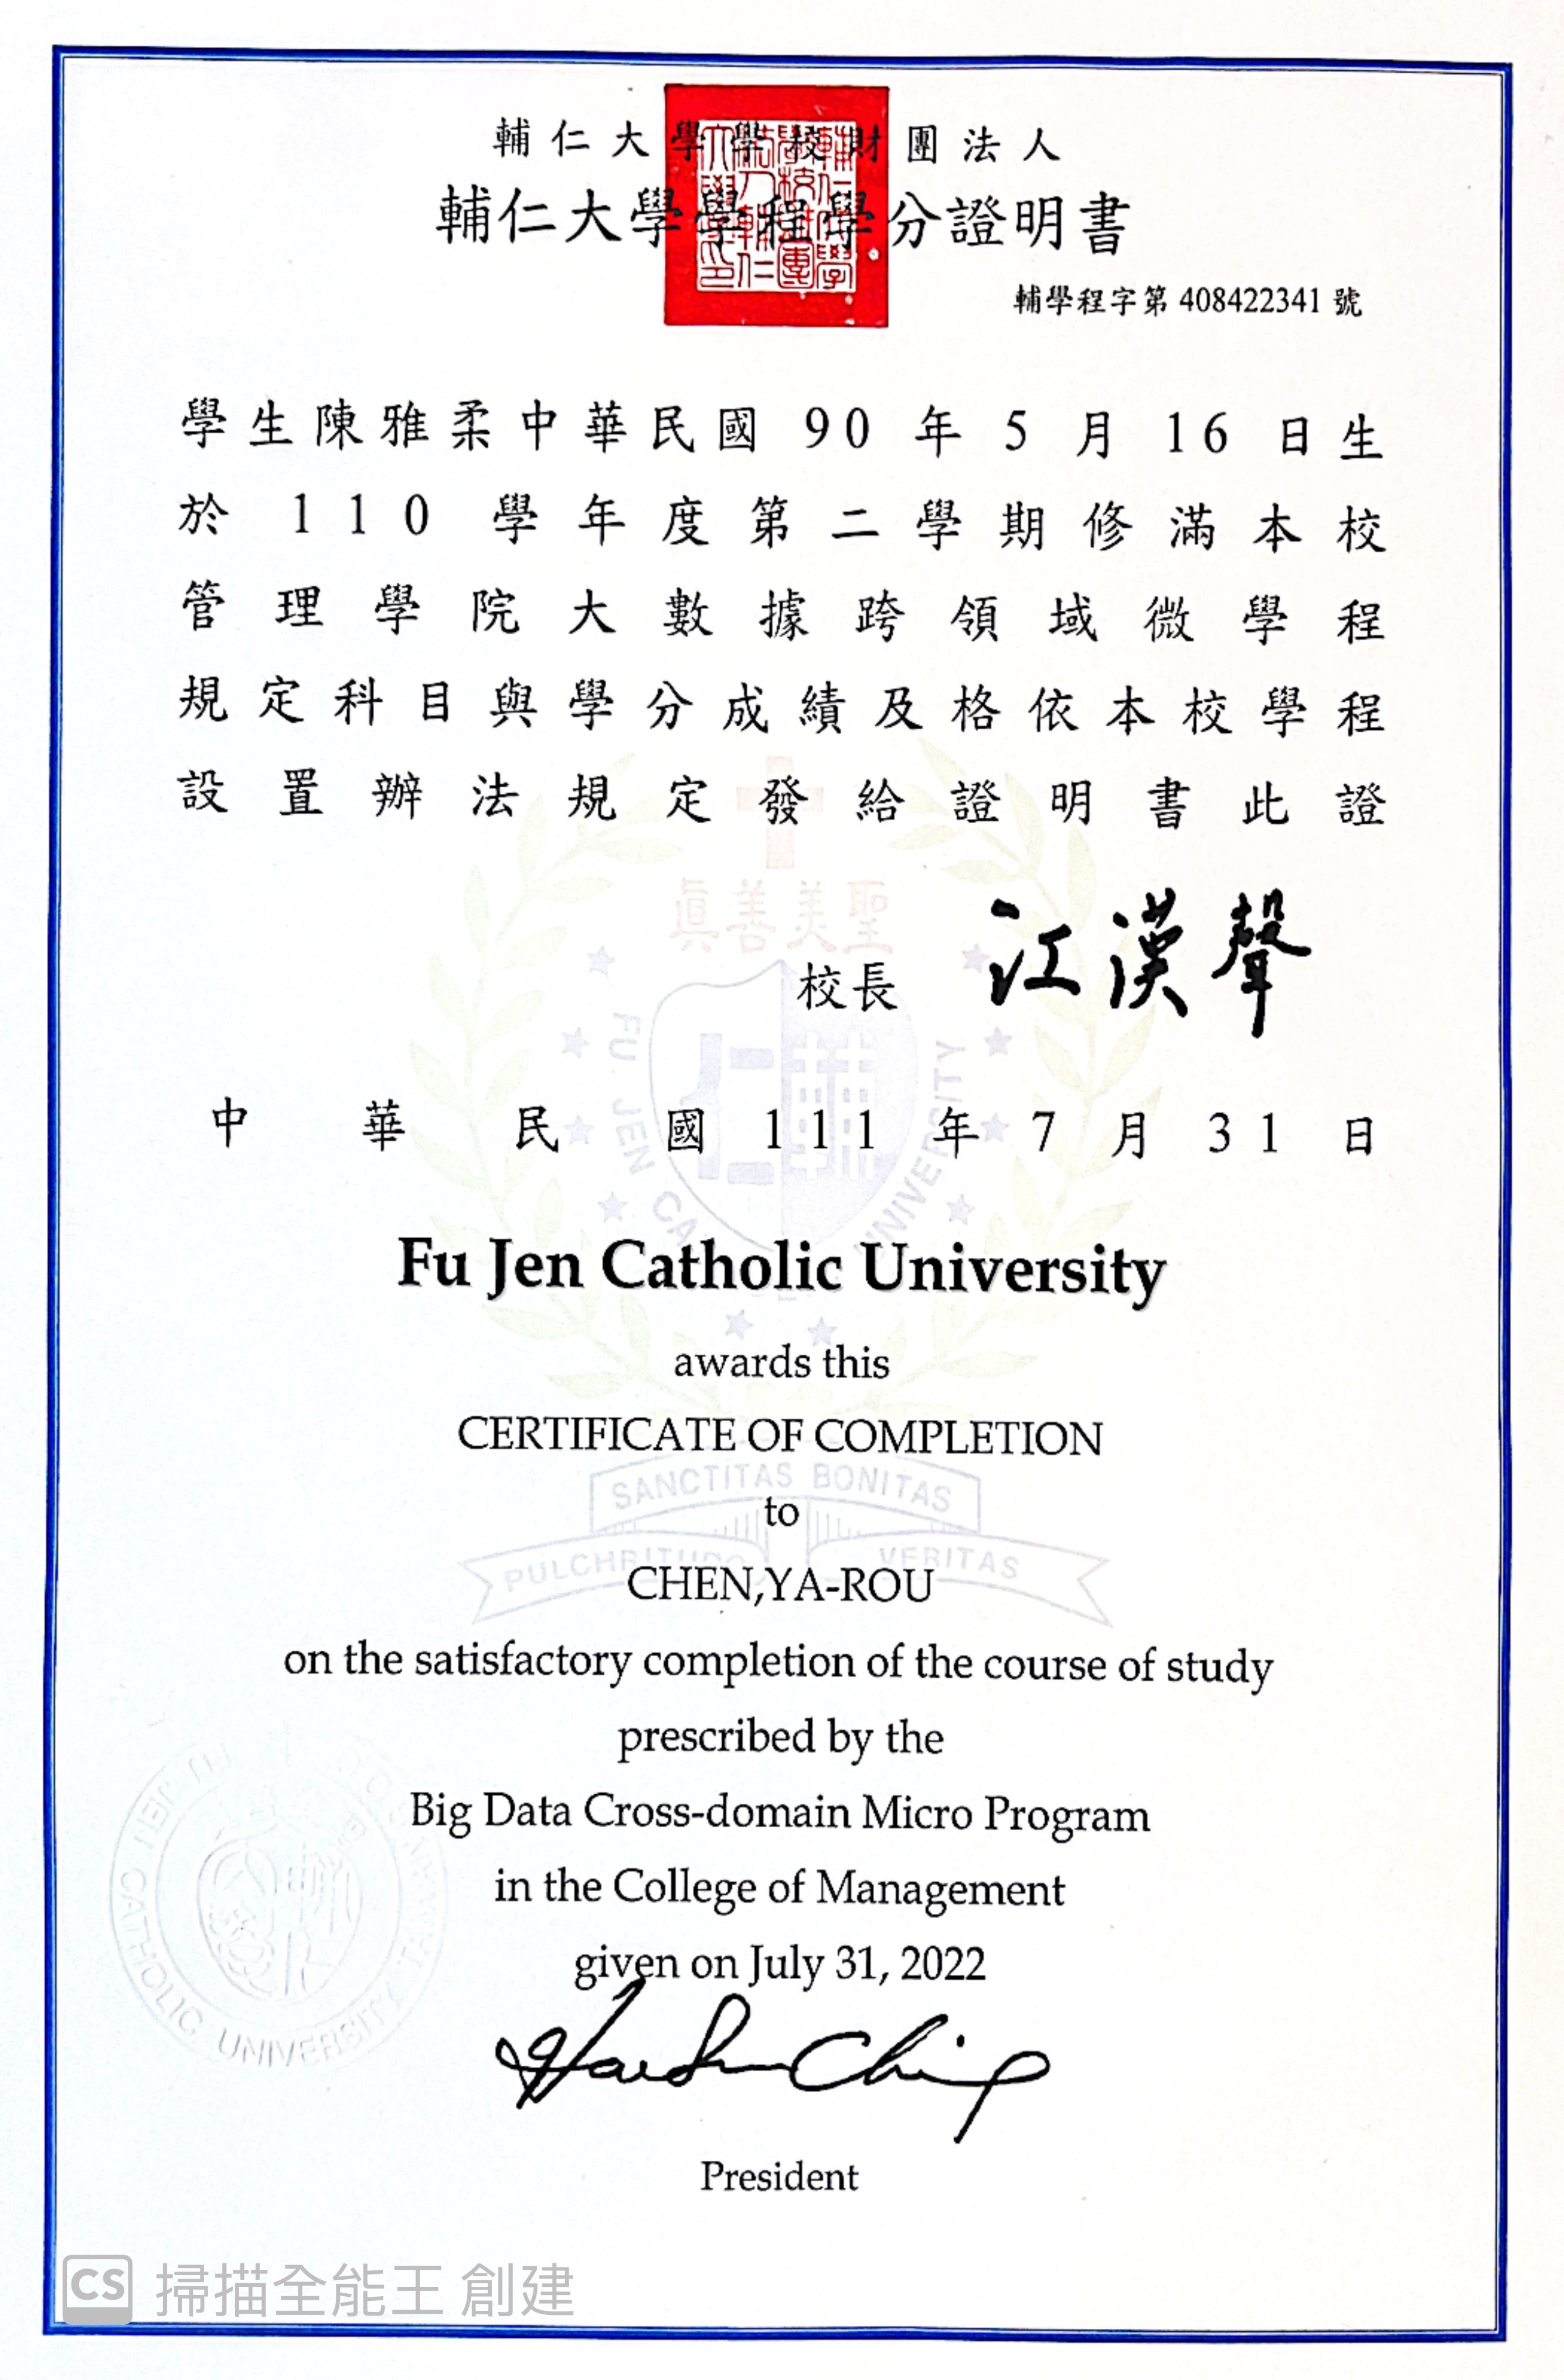 輔仁大學學校財團法人
輔仁大學學程學分證明書
輔學程字第 408422341 號
學生陳雅柔中華民國 90 年 5 月 16 日生
於 110 學年度第二學期修滿本校
管理學院大數據跨領域微學程
規定科目與學分成績及格依本校學程
設置辦法規定發給證明書此證
真善美聖
校長 江漢聲
中華民國 111 年 7 月 31 日
Fu Jen Catholic University
awards this
CERTIFICATE OF COMPLETION
SANCTITAS BONITAS
to
PULCHRITUDO VERITAS
CHEN,YA-ROU
on the satisfactory completion of the course of study
prescribed by the
Big Data Cross-domain Micro Program
in the College of Management
given on July 31, 2022
President
CATHOLIC UNIVERSITY
CS 掃描全能王 創建